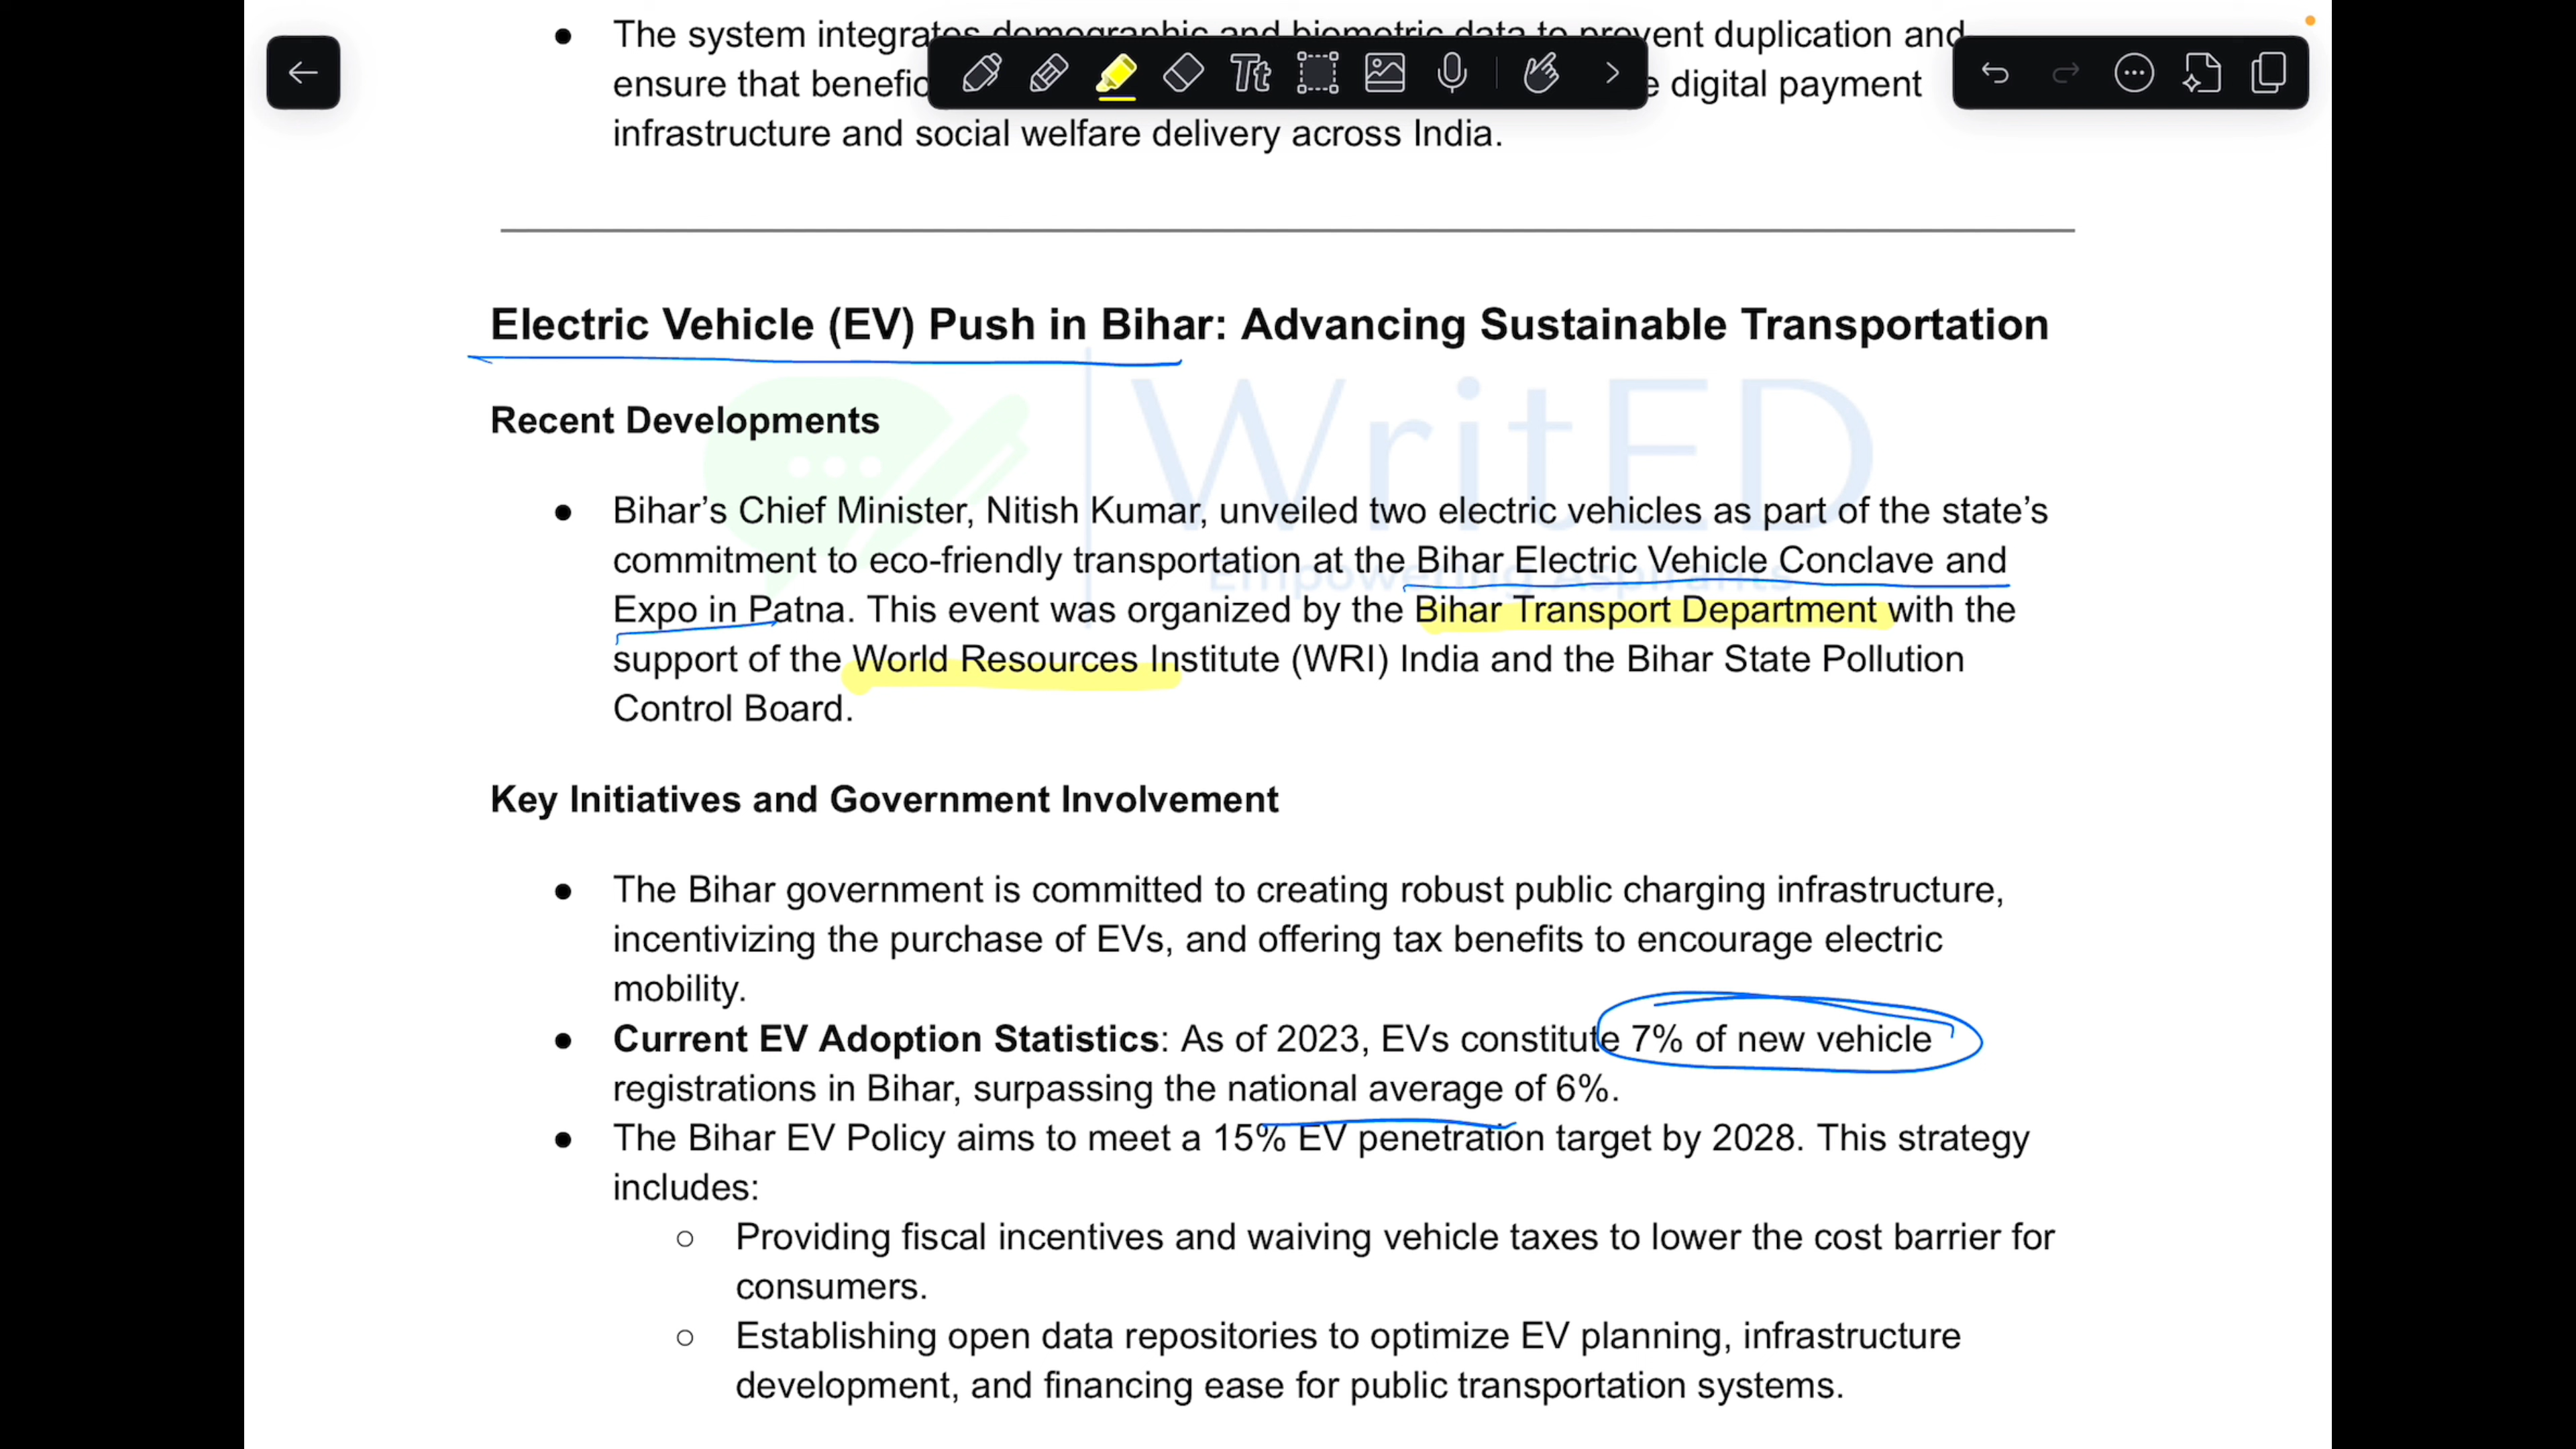 The system integrates demographic and biometric data to prevent duplication and
ensure that benefic
e digital payment
infrastructure and social welfare delivery across India.
Tt
Electric Vehicle (EV) Push in Bihar: Advancing Sustainable Transportation
WritED
Empowering Aspirants
Recent Developments
● Bihar’s Chief Minister, Nitish Kumar, unveiled two electric vehicles as part of the state’s
commitment to eco-friendly transportation at the Bihar Electric Vehicle Conclave and
Expo in Patna. This event was organized by the Bihar Transport Department with the
support of the World Resources Institute (WRI) India and the Bihar State Pollution
Control Board.
Key Initiatives and Government Involvement
● The Bihar government is committed to creating robust public charging infrastructure,
incentivizing the purchase of EVs, and offering tax benefits to encourage electric
mobility.
● Current EV Adoption Statistics: As of 2023, EVs constitute 7% of new vehicle
registrations in Bihar, surpassing the national average of 6%.
● The Bihar EV Policy aims to meet a 15% EV penetration target by 2028. This strategy
includes:
○ Providing fiscal incentives and waiving vehicle taxes to lower the cost barrier for
consumers.
○ Establishing open data repositories to optimize EV planning, infrastructure
development, and financing ease for public transportation systems.